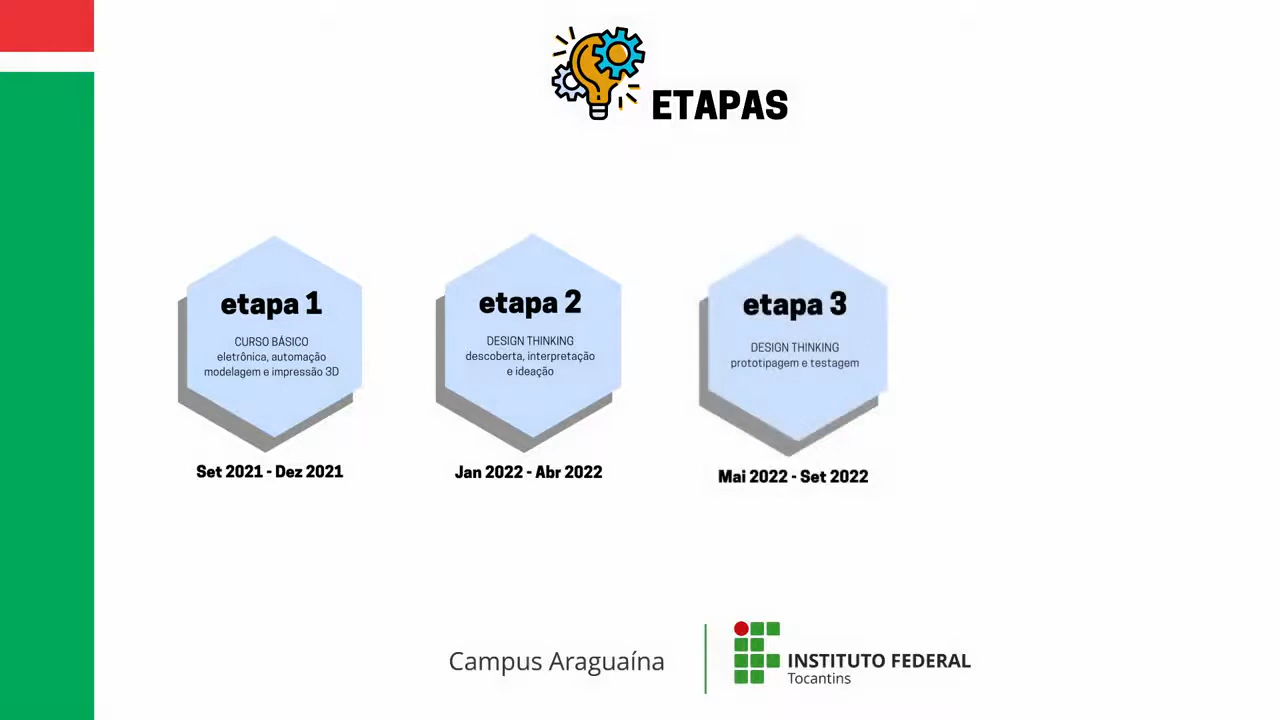 ETAPAS
etapa 1
CURSO BÁSICO
eletrônica, automação
modelagem e impressão 3D
Set 2021 - Dez 2021
etapa 2
DESIGN THINKING
descoberta, interpretação
e ideação
Jan 2022 - Abr 2022
etapa 3
DESIGN THINKING
prototipagem e testagem
Mai 2022 - Set 2022
Campus Araguaína
INSTITUTO FEDERAL
Tocantins